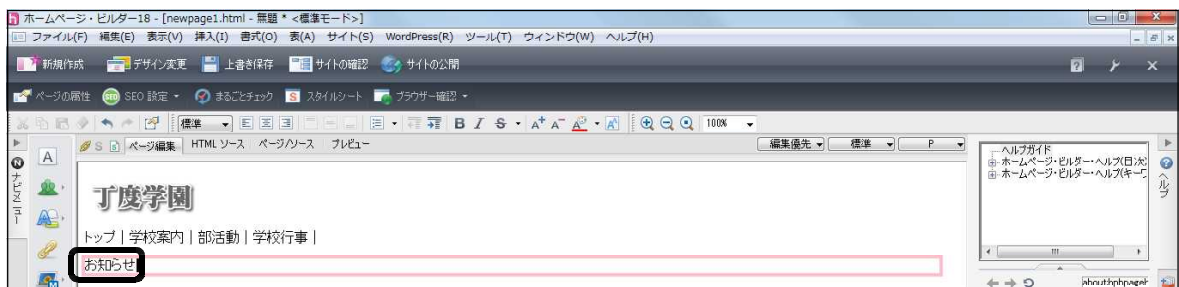 ホームページ・ビルダー18 - [newpage1.html - 無題 * <標準モード>]
ファイル(F) 編集(E) 表示(V) 挿入(I) 書式(O) 表(A) サイト(S) WordPress(R) ツール(T) ウィンドウ(W) ヘルプ(H)
新規作成 デザイン変更 上書き保存 サイトの確認 サイトの公開
ページの属性 SEO SEO 設定 まるごとチェック S スタイルシート ブラウザー確認
標準 B I S A+ A- A A 100%
S ページ編集 HTML ソース ページ/ソース プレビュー 編集優先 標準 P
ナビメニュー
A
丁度学園
トップ | 学校案内 | 部活動 | 学校行事 |
お知らせ
ヘルプガイド
ホームページ・ビルダー・ヘルプ(目次
ホームページ・ビルダー・ヘルプ(キーワ
ヘルプ
about:hpbpageh